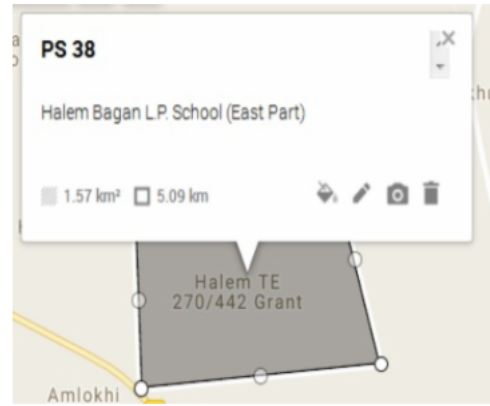 PS 38
Halem Bagan L.P. School (East Part)
1.57 km²
5.09 km
Halem TE
270/442 Grant
Amlokhi